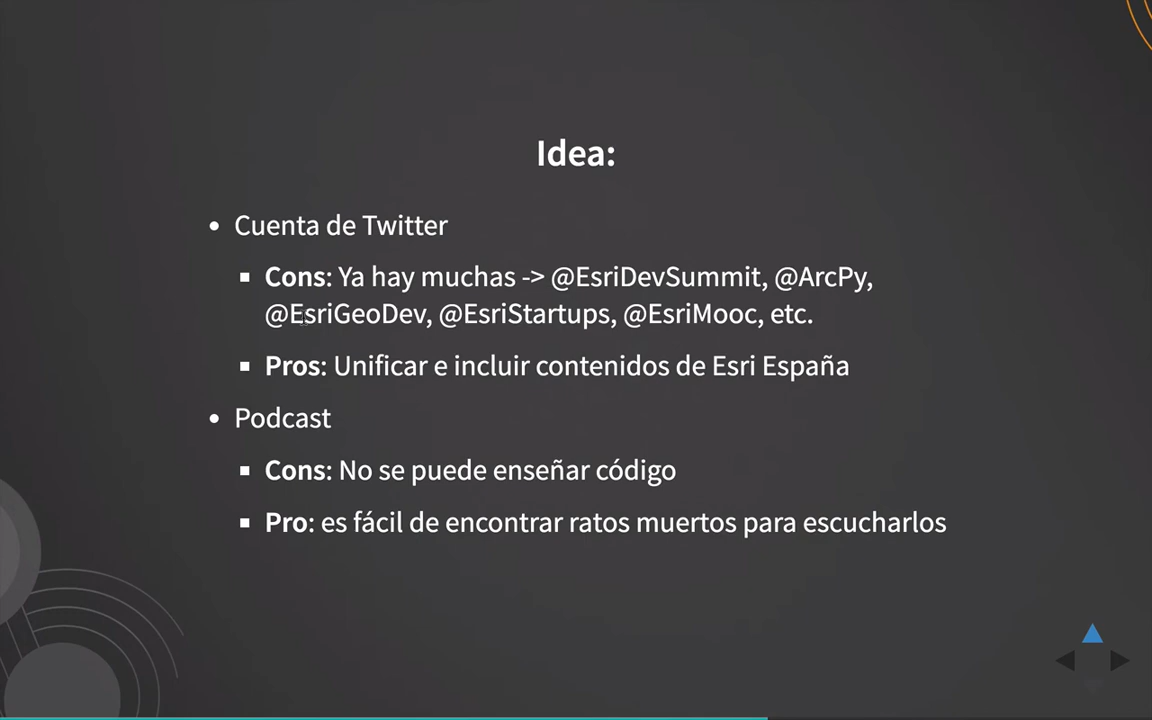 Idea:
• Cuenta de Twitter
▪ Cons: Ya hay muchas -> @EsriDevSummit, @ArcPy,
@EsriGeoDev, @EsriStartups, @EsriMooc, etc.
▪ Pros: Unificar e incluir contenidos de Esri España
• Podcast
▪ Cons: No se puede enseñar código
▪ Pro: es fácil de encontrar ratos muertos para escucharlos